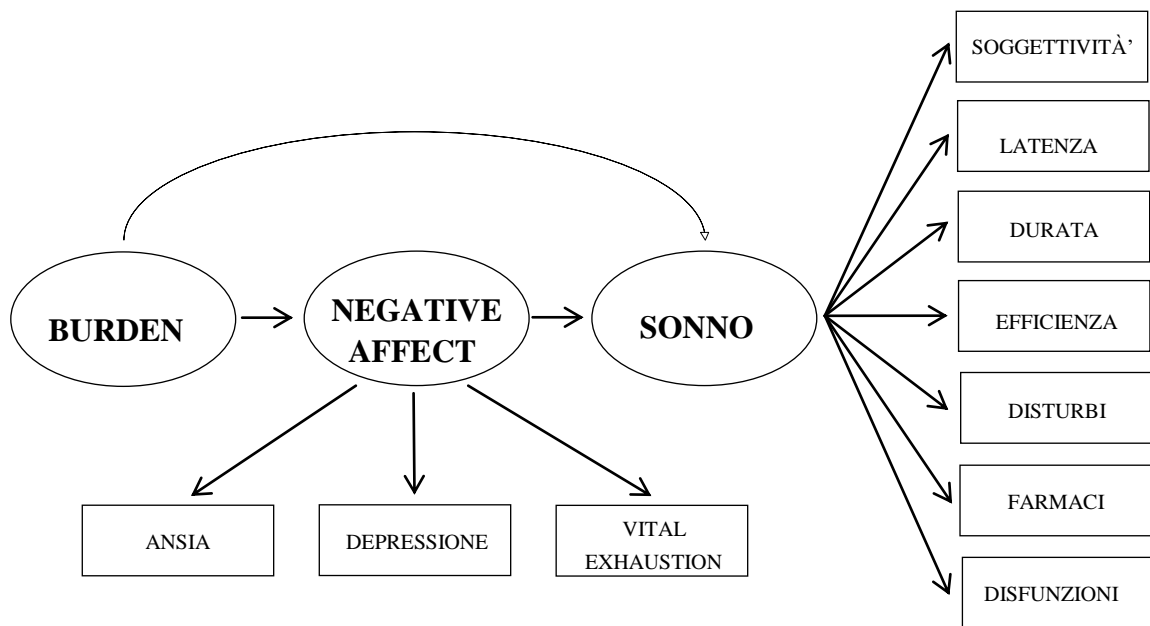 SOGGETTIVITÀ’
LATENZA
DURATA
BURDEN
NEGATIVE
AFFECT
SONNO
EFFICIENZA
DISTURBI
FARMACI
DISFUNZIONI
ANSIA
DEPRESSIONE
VITAL
EXHAUSTION